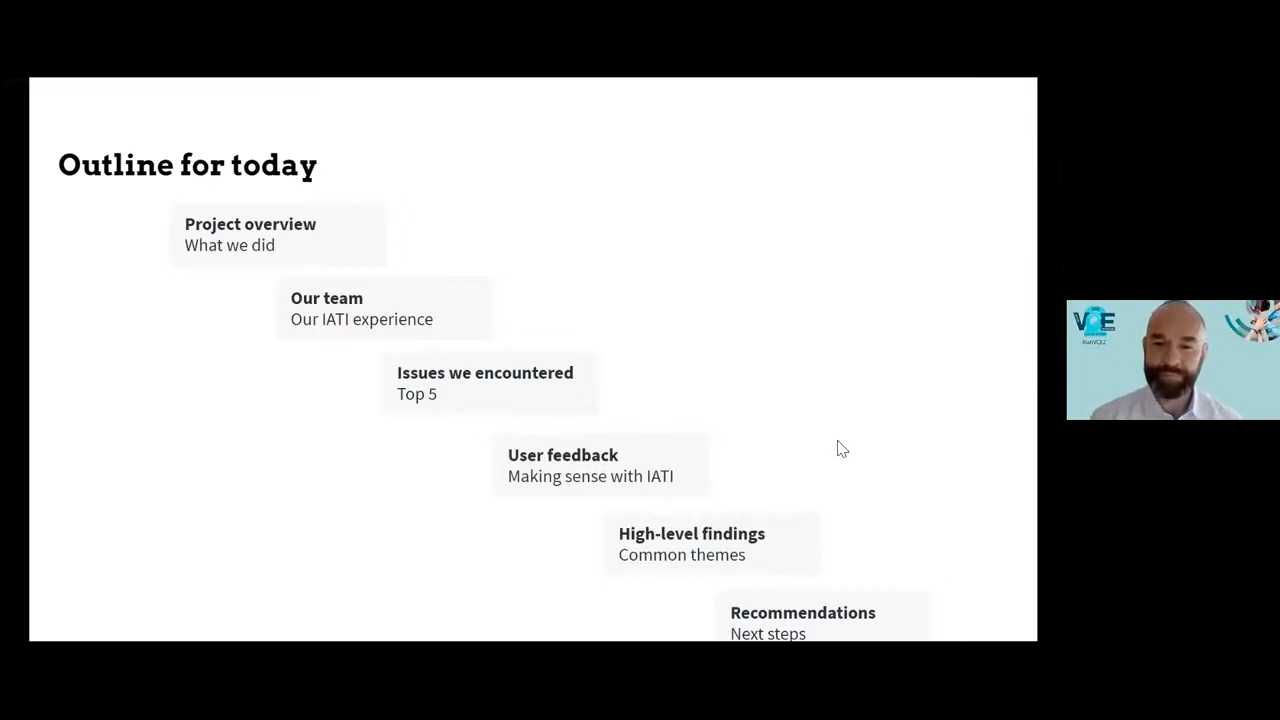 Outline for today
Project overview
What we did
Our team
Our IATI experience
Issues we encountered
Top 5
User feedback
Making sense with IATI
High-level findings
Common themes
Recommendations
Next steps
VCE